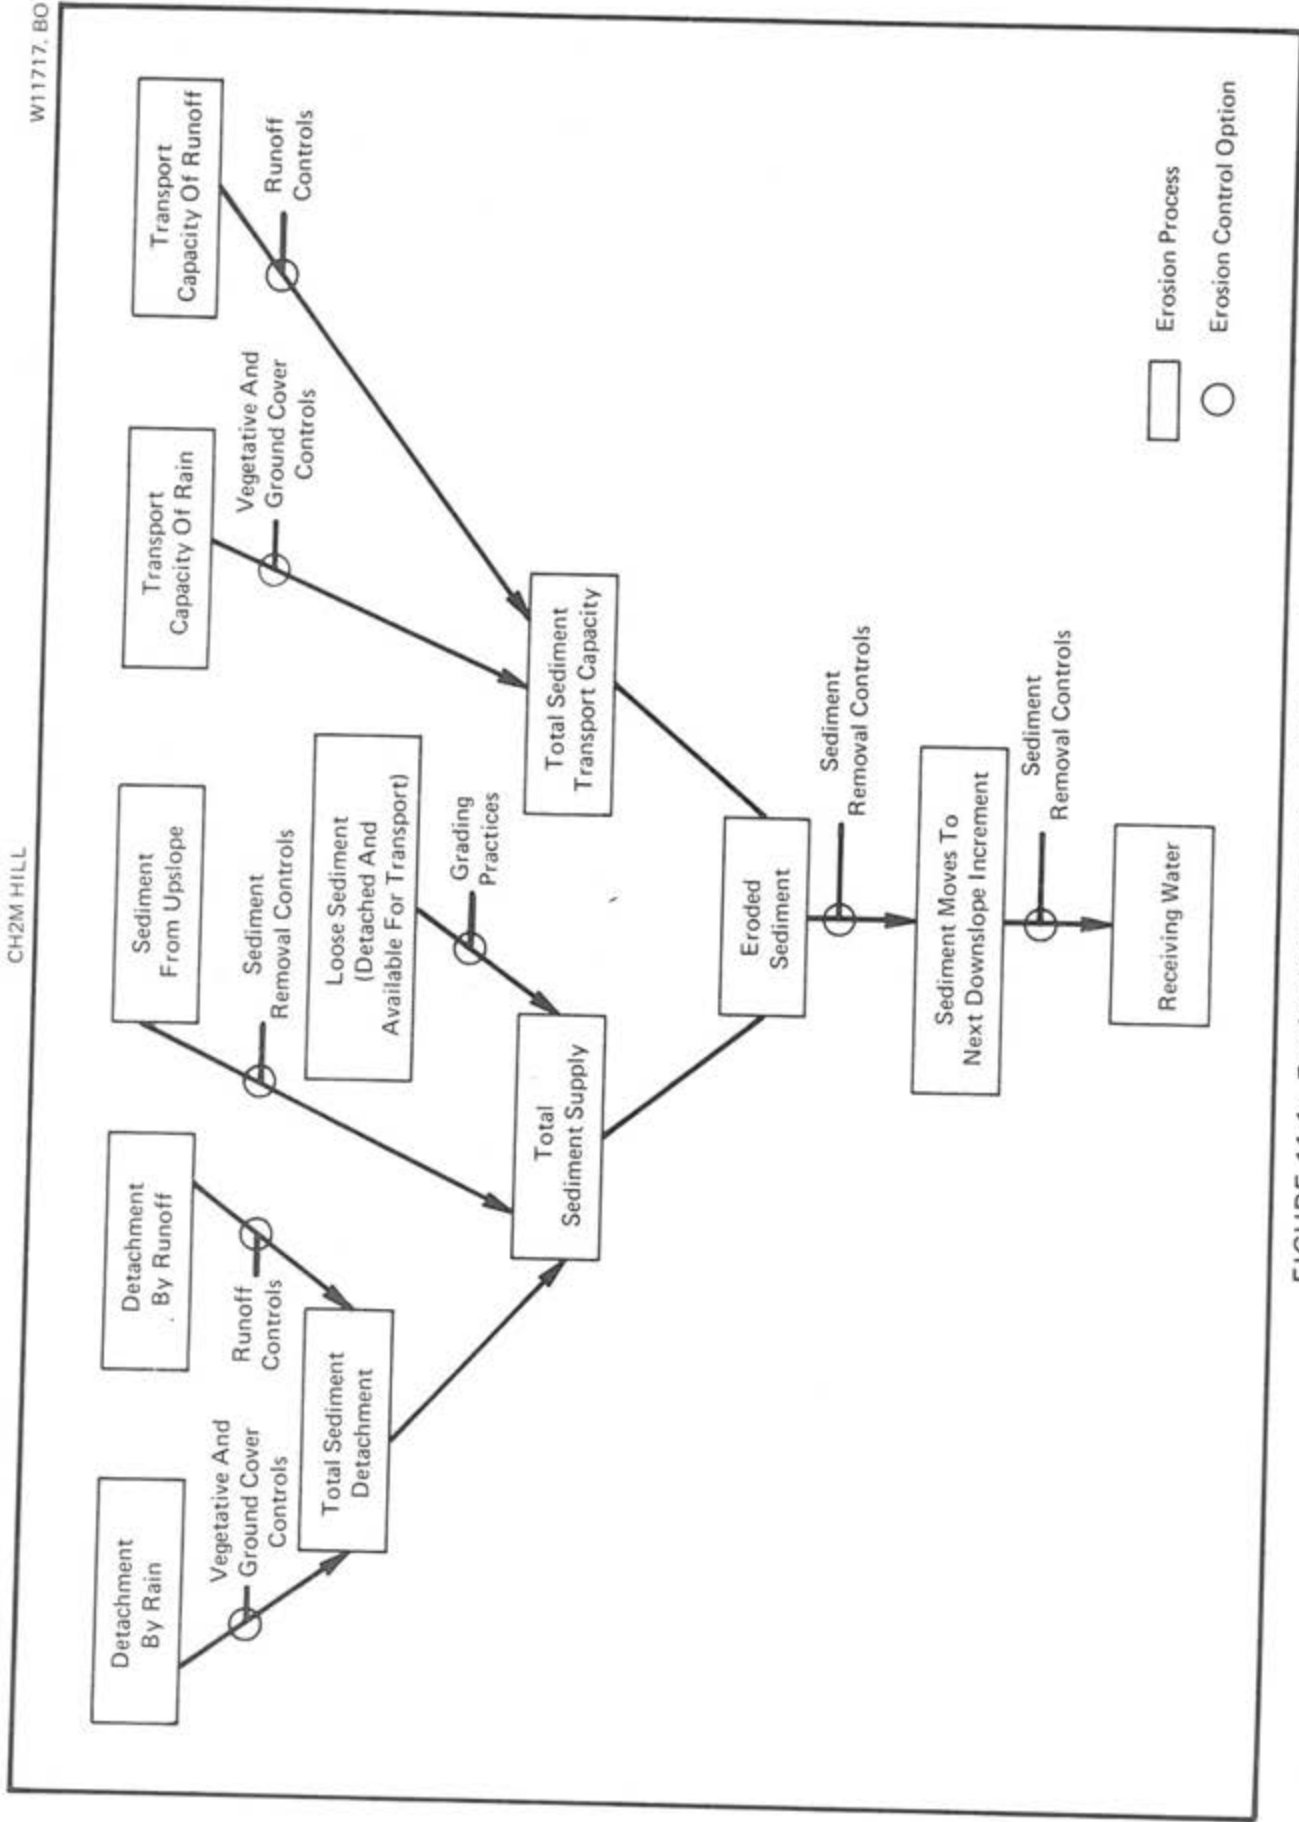 CH2M HILL
W11717. BO
Detachment
By Rain
Detachment
By Runoff
Sediment
From Upslope
Transport
Capacity Of Rain
Transport
Capacity Of Runoff
Vegetative And
Ground Cover
Controls
Runoff
Controls
Sediment
Removal Controls
Vegetative And
Ground Cover
Controls
Runoff
Controls
Total Sediment
Detachment
Loose Sediment
(Detached And
Available For Transport)
Grading
Practices
Total
Sediment Supply
Total Sediment
Transport Capacity
Eroded
Sediment
Sediment
Removal Controls
Sediment Moves To
Next Downslope Increment
Sediment
Removal Controls
Receiving Water
Erosion Process
Erosion Control Option